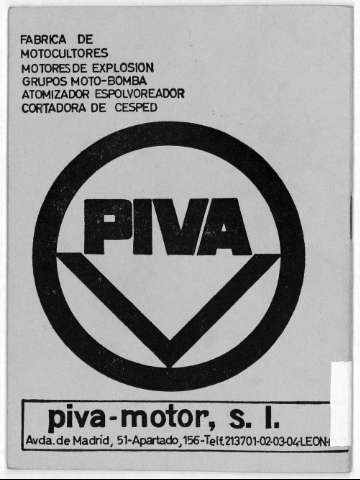 FABRICA DE
MOTOCULTORES
MOTORES DE EXPLOSION
GRUPOS MOTO-BOMBA
ATOMIZADOR ESPOLVOREADOR
CORTADORA DE CESPED
PIVA
piva-motor, s. l.
Avda. de Madrid, 51-Apartado, 156-Telf. 213701-02-03-04-LEON-